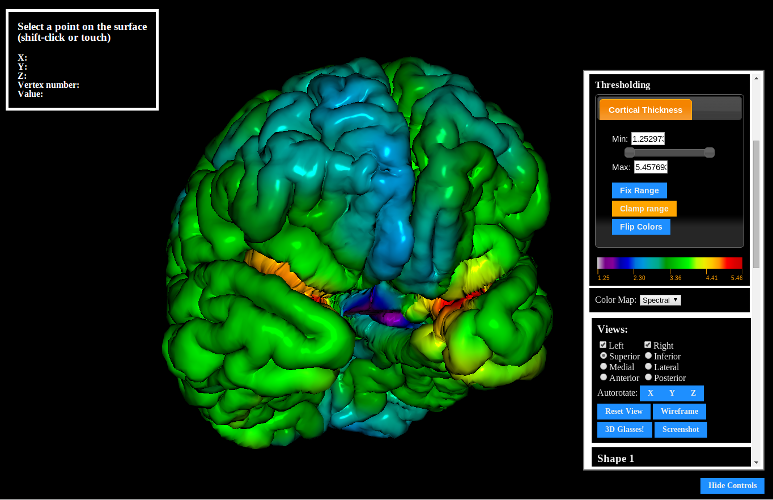 Select a point on the surface
(shift-click or touch)
X:
Y:
Z:
Vertex number:
Value:
Thresholding
Cortical Thickness
Min: 1.252973
Max: 5.457693
Fix Range
Clamp range
Flip Colors
1.25 2.30 3.36 4.41 5.46
Color Map: Spectral
Views:
Left Right
Superior Inferior
Medial Lateral
Anterior Posterior
Autorotate: X Y Z
Reset View Wireframe
3D Glasses! Screenshot
Shape 1
Hide Controls